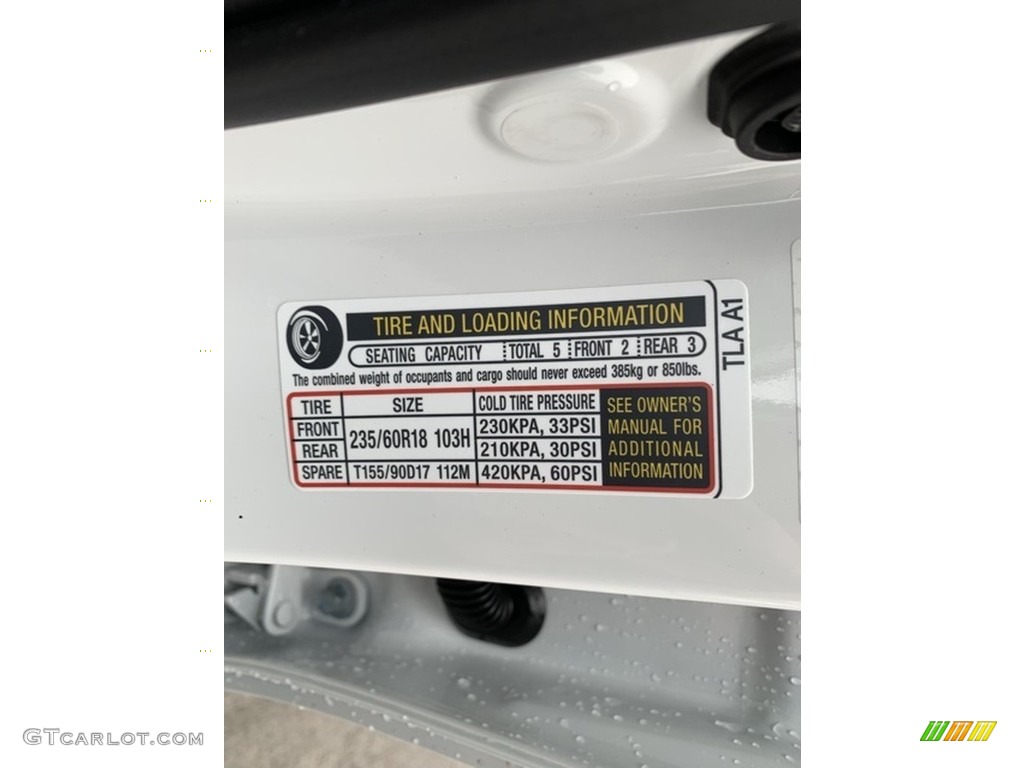 TIRE AND LOADING INFORMATION
SEATING CAPACITY TOTAL 5 FRONT 2 REAR 3
The combined weight of occupants and cargo should never exceed 385kg or 850lbs.
TIRE SIZE COLD TIRE PRESSURE
FRONT 235/60R18 103H 230KPA, 33PSI
REAR 210KPA, 30PSI
SPARE T155/90D17 112M 420KPA, 60PSI
SEE OWNER'S
MANUAL FOR
ADDITIONAL
INFORMATION
TLA A1
GTCARLOT.COM